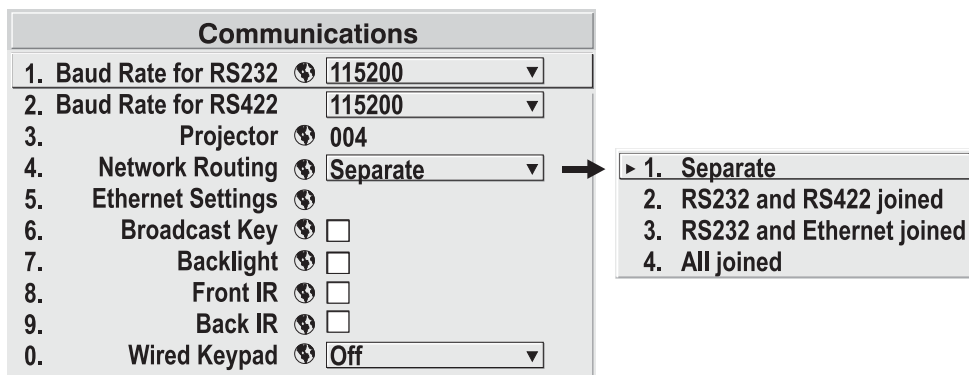 Communications
1. Baud Rate for RS232 115200
2. Baud Rate for RS422 115200
3. Projector 004
4. Network Routing Separate
5. Ethernet Settings
6. Broadcast Key
7. Backlight
8. Front IR
9. Back IR
0. Wired Keypad Off
1. Separate
2. RS232 and RS422 joined
3. RS232 and Ethernet joined
4. All joined